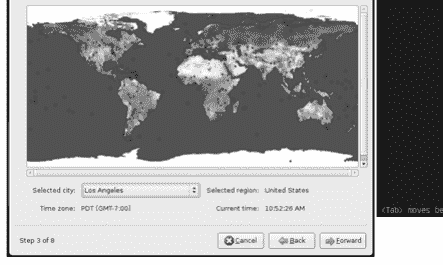 Selected city: Los Angeles Selected region: United States
Time zone: PDT (GMT-7:00) Current time: 10:52:26 AM
Step 3 of 8 Cancel Back Forward
<Tab> moves be